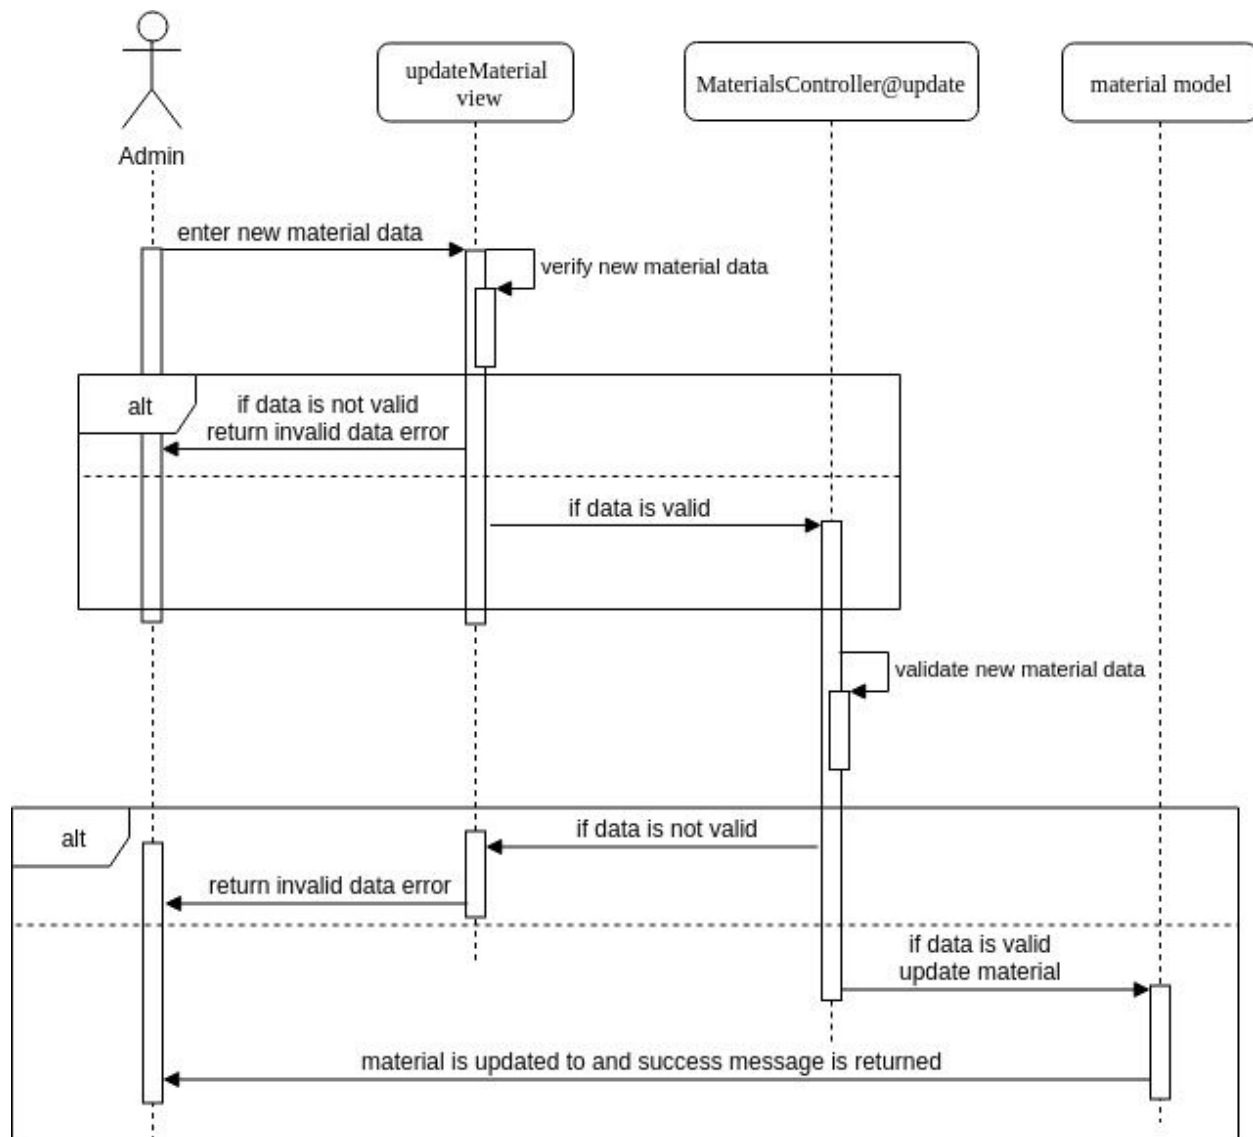 updateMaterial
view
MaterialsController@update
material model
Admin
enter new material data
verify new material data
alt
if data is not valid
return invalid data error
if data is valid
validate new material data
alt
if data is not valid
return invalid data error
if data is valid
update material
material is updated to and success message is returned